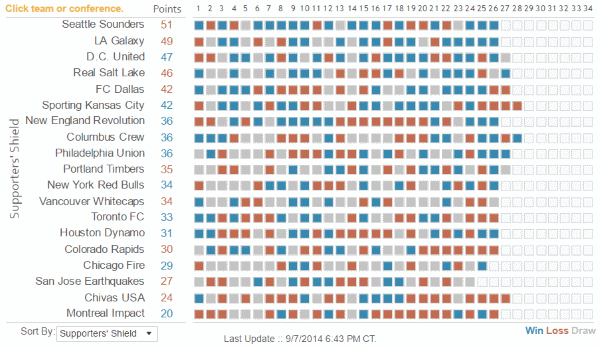 Click team or conference. Points 1 2 3 4 5 6 7 8 9 10 11 12 13 14 15 16 17 18 19 20 21 22 23 24 25 26 27 28 29 30 31 32 33 34
Seattle Sounders 51
LA Galaxy 49
D.C. United 47
Real Salt Lake 46
FC Dallas 42
Sporting Kansas City 42
New England Revolution 36
Columbus Crew 36
Philadelphia Union 36
Portland Timbers 35
New York Red Bulls 34
Vancouver Whitecaps 34
Toronto FC 33
Houston Dynamo 31
Colorado Rapids 30
Chicago Fire 29
San Jose Earthquakes 27
Chivas USA 24
Montreal Impact 20
Supporters' Shield
Sort By: Supporters' Shield
Win Loss Draw
Last Update :: 9/7/2014 6:43 PM CT.